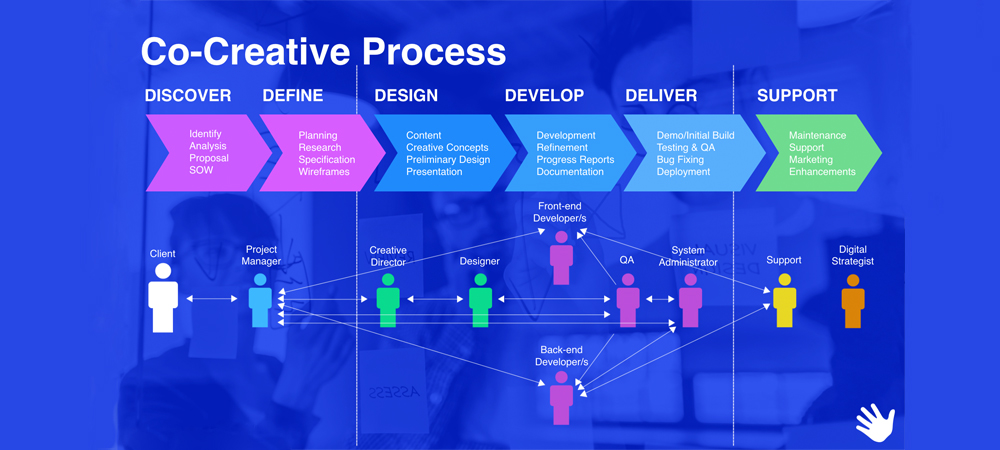 Co-Creative Process
DISCOVER
DEFINE
DESIGN
DEVELOP
DELIVER
SUPPORT
Identify
Analysis
Proposal
SOW
Planning
Research
Specification
Wireframes
Content
Creative Concepts
Preliminary Design
Presentation
Development
Refinement
Progress Reports
Documentation
Demo/Initial Build
Testing & QA
Bug Fixing
Deployment
Maintenance
Support
Marketing
Enhancements
Client
Project
Manager
Creative
Director
Designer
Front-end
Developer/s
QA
System
Administrator
Support
Digital
Strategist
Back-end
Developer/s
VISUAL
DESIGN
ASSESS